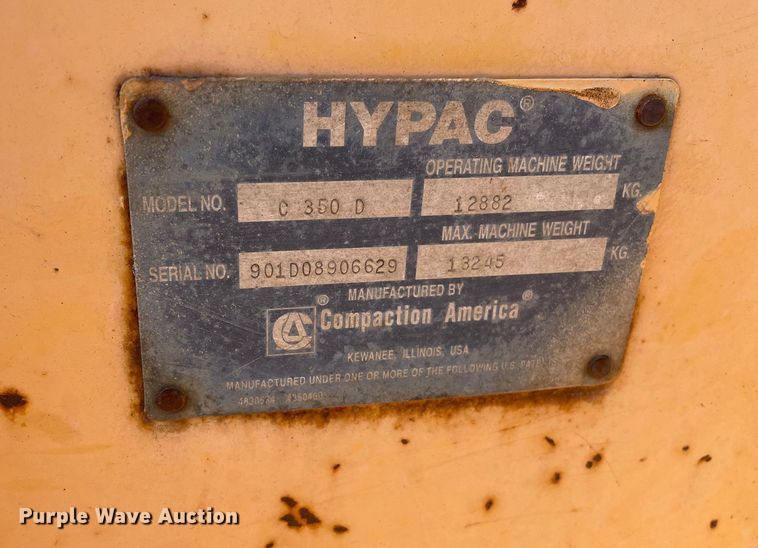 HYPAC®
OPERATING MACHINE WEIGHT
MODEL NO. C 350 D 12882 KG.
MAX. MACHINE WEIGHT
SERIAL NO. 901D08906629 13245 KG.
MANUFACTURED BY
CA ® Compaction America ®
KEWANEE, ILLINOIS, USA
MANUFACTURED UNDER ONE OR MORE OF THE FOLLOWING U.S.
Purple Wave Auction